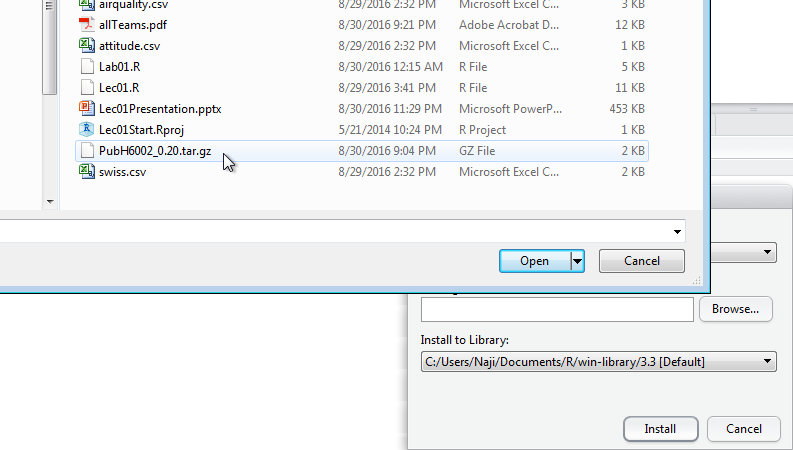 airquality.csv 8/29/2016 2:32 PM Microsoft Excel C... 3 KB
allTeams.pdf 8/30/2016 9:21 PM Adobe Acrobat D... 12 KB
attitude.csv 8/29/2016 2:32 PM Microsoft Excel C... 1 KB
Lab01.R 8/30/2016 12:15 AM R File 5 KB
Lec01.R 8/29/2016 3:41 PM R File 11 KB
Lec01Presentation.pptx 8/30/2016 11:29 PM Microsoft PowerP... 453 KB
Lec01Start.Rproj 5/21/2014 10:24 PM R Project 1 KB
PubH6002_0.20.tar.gz 8/30/2016 9:04 PM GZ File 2 KB
swiss.csv 8/29/2016 2:32 PM Microsoft Excel C... 2 KB
Open Cancel
Browse...
Install to Library:
C:/Users/Naji/Documents/R/win-library/3.3 [Default]
Install Cancel